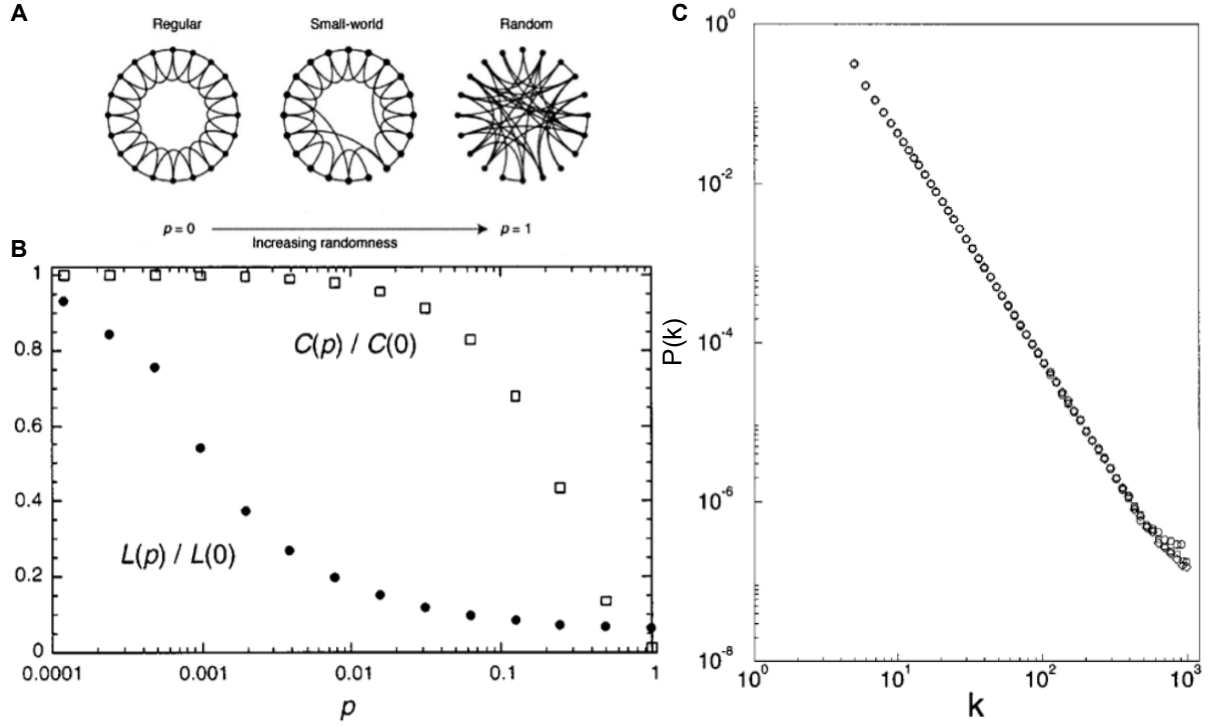 A
Regular
Small-world
Random
p = 0
Increasing randomness
p = 1
B
1
0.8
0.6
0.4
0.2
0
C(p) / C(0)
L(p) / L(0)
0.0001
0.001
0.01
0.1
1
p
C
10^0
10^-2
10^-4
10^-6
10^-8
P(k)
10^0
10^1
10^2
10^3
k